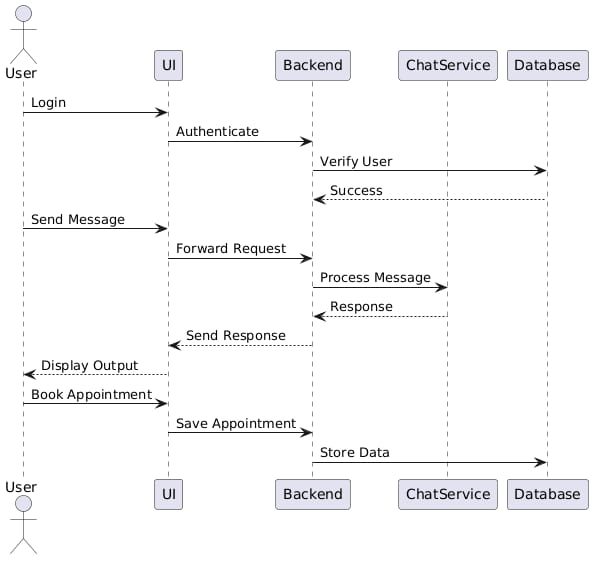 User
UI
Backend
ChatService
Database
Login
Authenticate
Verify User
Success
Send Message
Forward Request
Process Message
Response
Send Response
Display Output
Book Appointment
Save Appointment
Store Data
User
UI
Backend
ChatService
Database